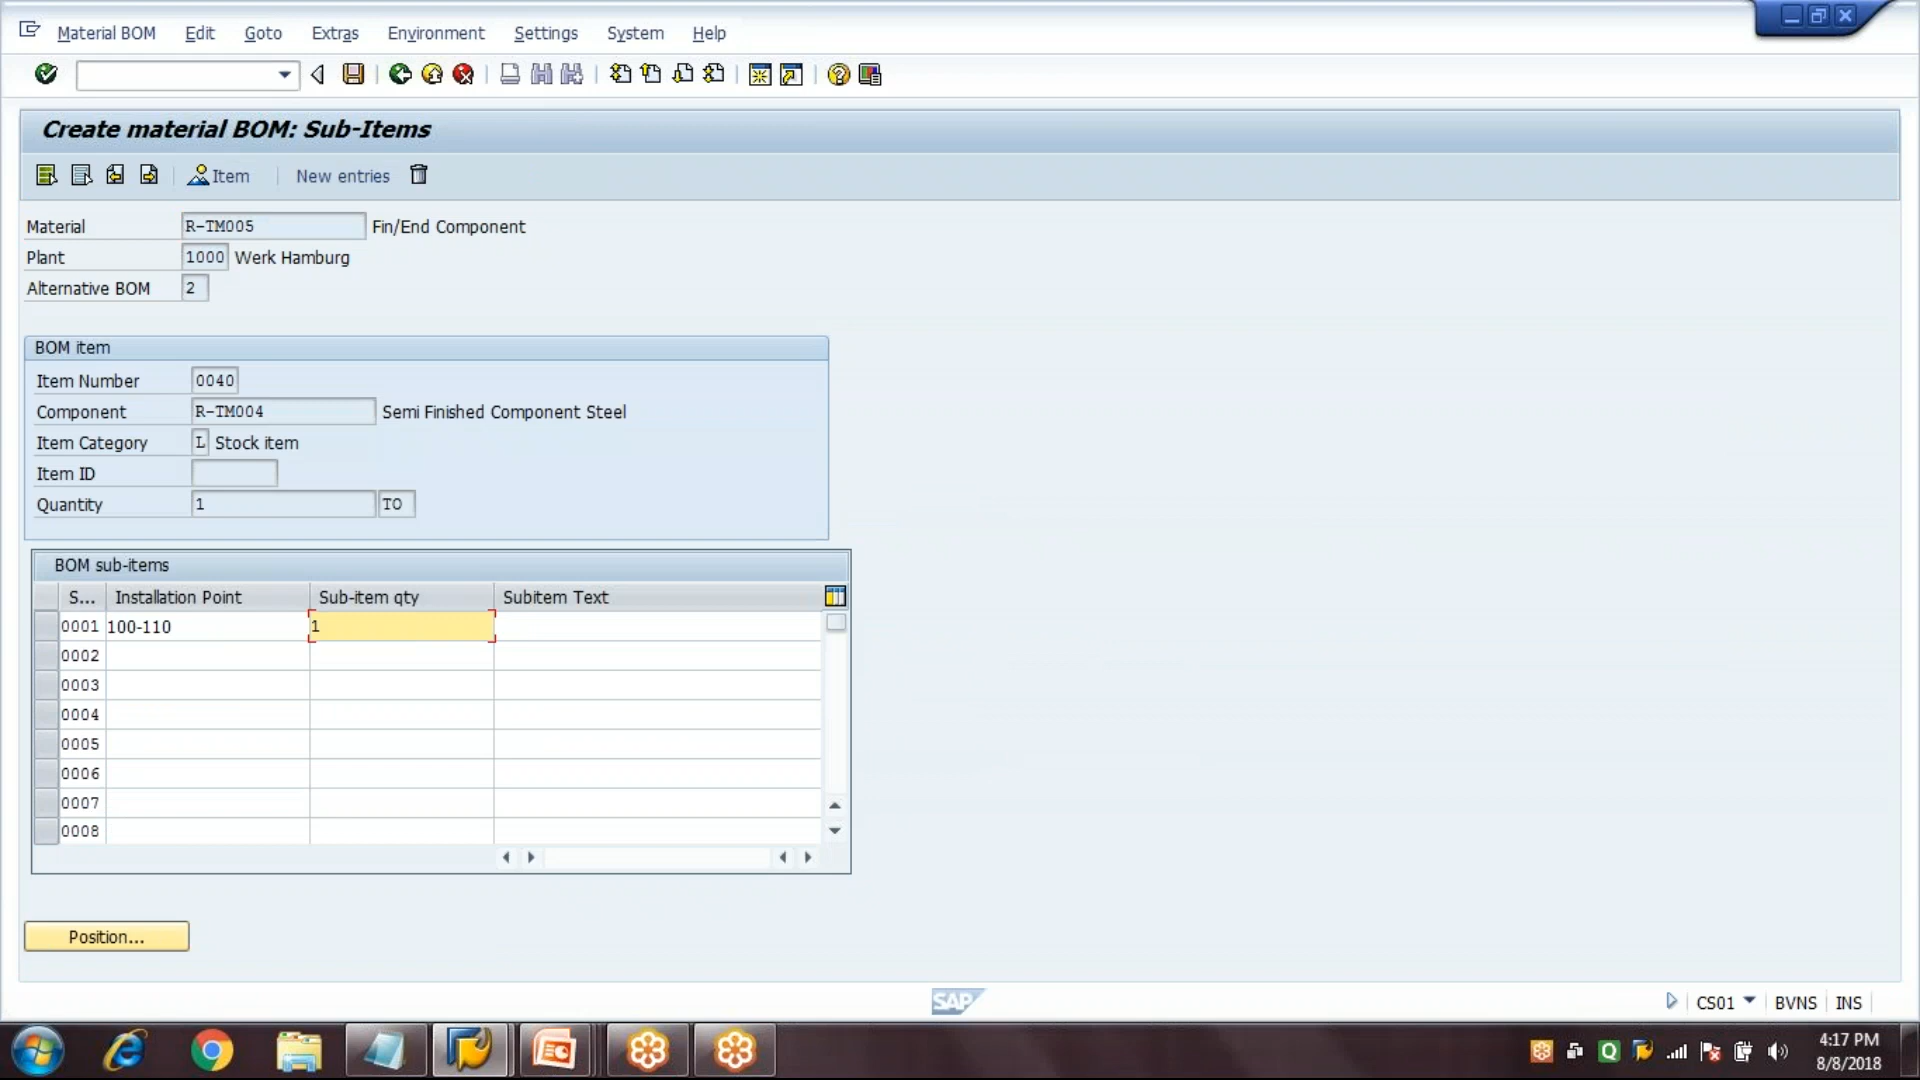 Material BOM Edit Goto Extras Environment Settings System Help
Create material BOM: Sub-Items
Item New entries
Material R-TM005 Fin/End Component
Plant 1000 Werk Hamburg
Alternative BOM 2
BOM item
Item Number 0040
Component R-TM004 Semi Finished Component Steel
Item Category L Stock item
Item ID
Quantity 1 TO
BOM sub-items
S... Installation Point Sub-item qty Subitem Text
0001 100-110 1
0002
0003
0004
0005
0006
0007
0008
Position...
SAP CS01 BVNS INS
4:17 PM
8/8/2018